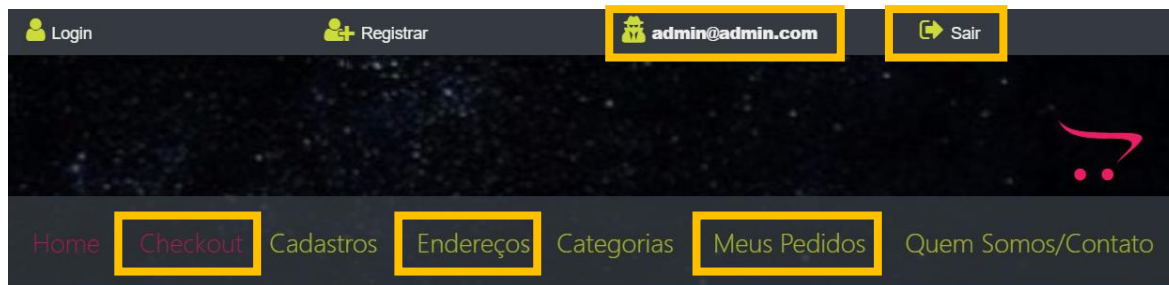 Login Registrar admin@admin.com Sair
Home Checkout Cadastros Endereços Categorias Meus Pedidos Quem Somos/Contato